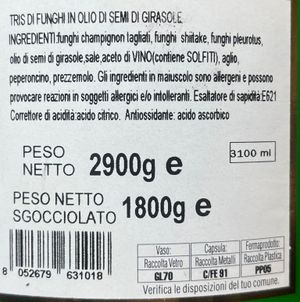 TRIS DI FUNGHI IN OLIO DI SEMI DI GIRASOLE
INGREDIENTI:funghi champignon tagliati, funghi shiitake, funghi pleurotus,
olio di semi di girasole,sale,aceto di VINO(contiene SOLFITI), aglio,
peperoncino, prezzemolo. Gli ingredienti in maiuscolo sono allergeni e possono
provocare reazioni in soggetti allergici e/o intolleranti. Esaltatore di sapidità:E621
Correttore di acidità:acido citrico. Antiossidante: acido ascorbico
PESO NETTO 2900g e
3100 ml
PESO NETTO SGOCCIOLATO 1800g e
8 052679 631018
Vaso: Raccolta Vetro GL70
Capsula: Raccolta Metalli C/FE 91
Fermaprodotto: Raccolta Plastica PP05
Verifica le disposizioni del tuo comune.